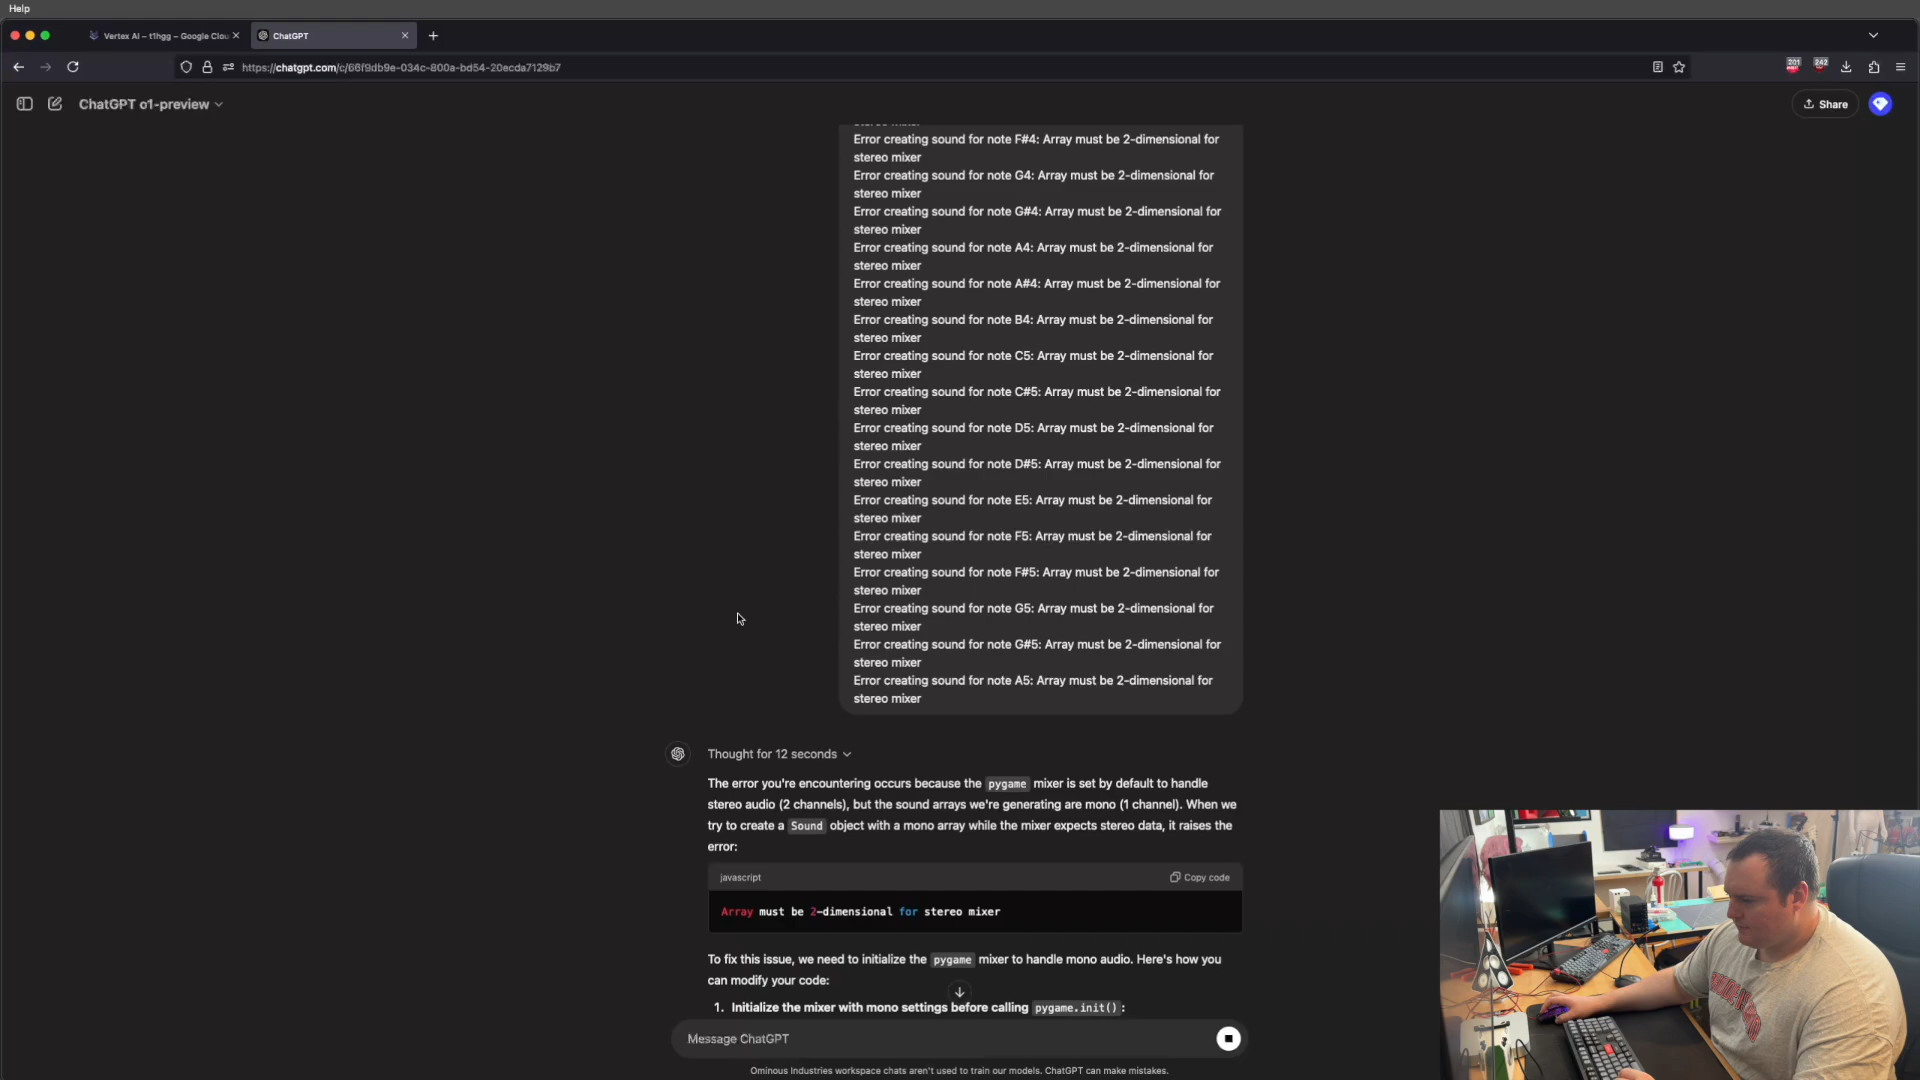 Help
Vertex AI – t1hgg – Google Clou
ChatGPT
https://chatgpt.com/c/66f9db9e-034c-800a-bd54-20ecda7129b7
201
242
ChatGPT o1-preview
Share
stereo mixer
Error creating sound for note F#4: Array must be 2-dimensional for
stereo mixer
Error creating sound for note G4: Array must be 2-dimensional for
stereo mixer
Error creating sound for note G#4: Array must be 2-dimensional for
stereo mixer
Error creating sound for note A4: Array must be 2-dimensional for
stereo mixer
Error creating sound for note A#4: Array must be 2-dimensional for
stereo mixer
Error creating sound for note B4: Array must be 2-dimensional for
stereo mixer
Error creating sound for note C5: Array must be 2-dimensional for
stereo mixer
Error creating sound for note C#5: Array must be 2-dimensional for
stereo mixer
Error creating sound for note D5: Array must be 2-dimensional for
stereo mixer
Error creating sound for note D#5: Array must be 2-dimensional for
stereo mixer
Error creating sound for note E5: Array must be 2-dimensional for
stereo mixer
Error creating sound for note F5: Array must be 2-dimensional for
stereo mixer
Error creating sound for note F#5: Array must be 2-dimensional for
stereo mixer
Error creating sound for note G5: Array must be 2-dimensional for
stereo mixer
Error creating sound for note G#5: Array must be 2-dimensional for
stereo mixer
Error creating sound for note A5: Array must be 2-dimensional for
stereo mixer
Thought for 12 seconds
The error you're encountering occurs because the pygame mixer is set by default to handle
stereo audio (2 channels), but the sound arrays we're generating are mono (1 channel). When we
try to create a Sound object with a mono array while the mixer expects stereo data, it raises the
error:
javascript
Copy code
Array must be 2-dimensional for stereo mixer
To fix this issue, we need to initialize the pygame mixer to handle mono audio. Here's how you
can modify your code:
1. Initialize the mixer with mono settings before calling pygame.init() :
Message ChatGPT
Ominous Industries workspace chats aren't used to train our models. ChatGPT can make mistakes.